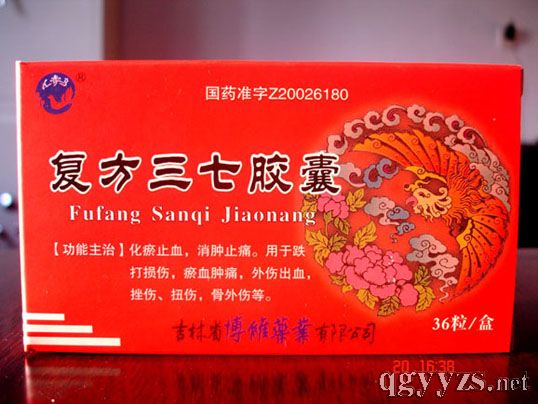 ®
国药准字Z20026180
复方三七胶囊
Fufang Sanqi Jiaonang
【功能主治】化瘀止血，消肿止痛。用于跌
打损伤，瘀血肿痛，外伤出血，
挫伤、扭伤，骨外伤等。
吉林省博维药业有限公司
36粒/盒
20 16:38
qgyyzs.net